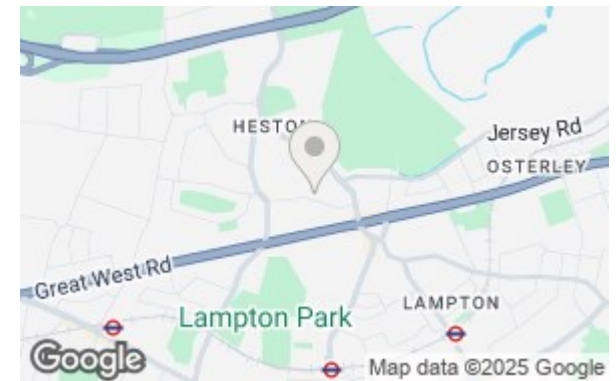 HESTON
Jersey Rd
OSTERLEY
Great West Rd
LAMPTON
Lampton Park
Google
Map data ©2025 Google